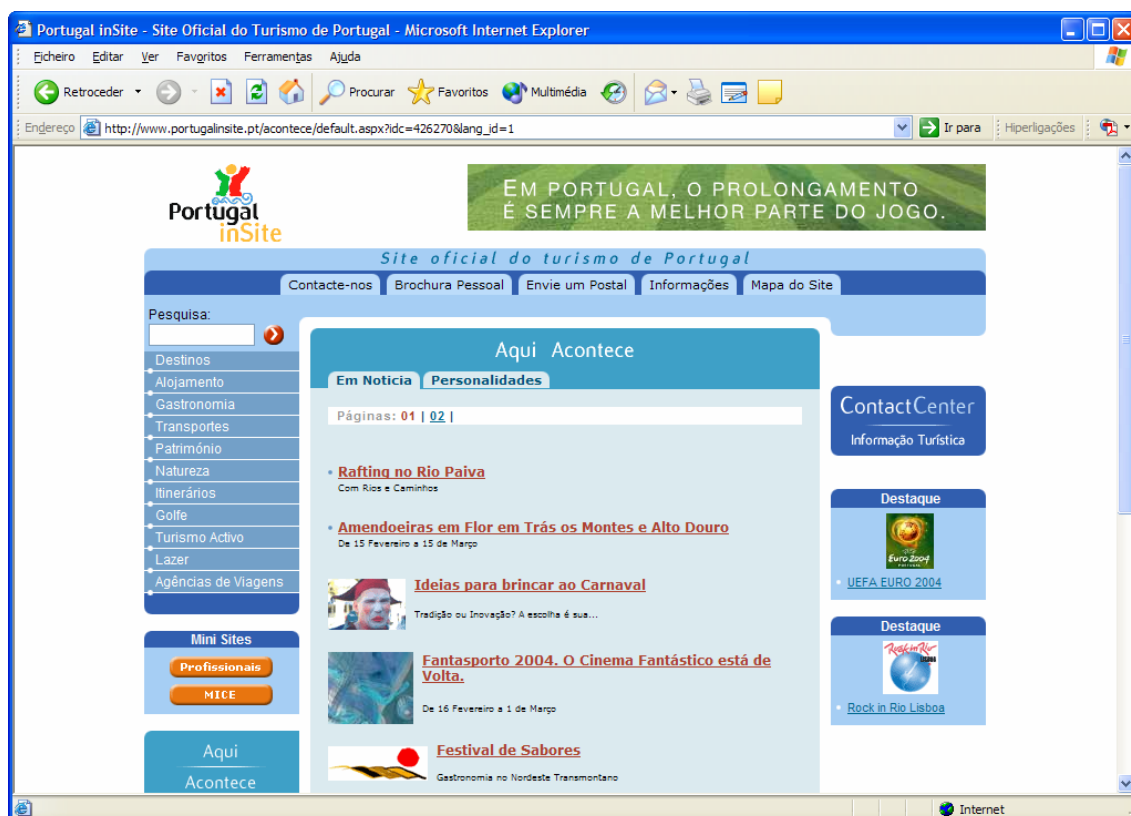 Portugal inSite - Site Oficial do Turismo de Portugal - Microsoft Internet Explorer
Ficheiro Editar Ver Favoritos Ferramentas Ajuda
Retroceder Procurar Favoritos Multimédia
Endereço http://www.portugalinsite.pt/acontece/default.aspx?idc=426270&lang_id=1 Ir para Hiperligações
Portugal
inSite
EM PORTUGAL, O PROLONGAMENTO
É SEMPRE A MELHOR PARTE DO JOGO.
Site oficial do turismo de Portugal
Contacte-nos Brochura Pessoal Envie um Postal Informações Mapa do Site
Pesquisa:
Destinos
Alojamento
Gastronomia
Transportes
Património
Natureza
Itinerários
Golfe
Turismo Activo
Lazer
Agências de Viagens
Mini Sites
Profissionais
MICE
Aqui
Acontece
Aqui Acontece
Em Noticia Personalidades
Páginas: 01 | 02 |
Rafting no Rio Paiva
Com Rios e Caminhos
Amendoeiras em Flor em Trás os Montes e Alto Douro
De 15 Fevereiro a 15 de Março
Ideias para brincar ao Carnaval
Tradição ou Inovação? A escolha é sua...
Fantasporto 2004. O Cinema Fantástico está de
Volta.
De 16 Fevereiro a 1 de Março
Festival de Sabores
Gastronomia no Nordeste Transmontano
ContactCenter
Informação Turística
Destaque
Euro 2004
UEFA EURO 2004
Destaque
Rock in Rio
LISBOA
Rock in Rio Lisboa
Internet